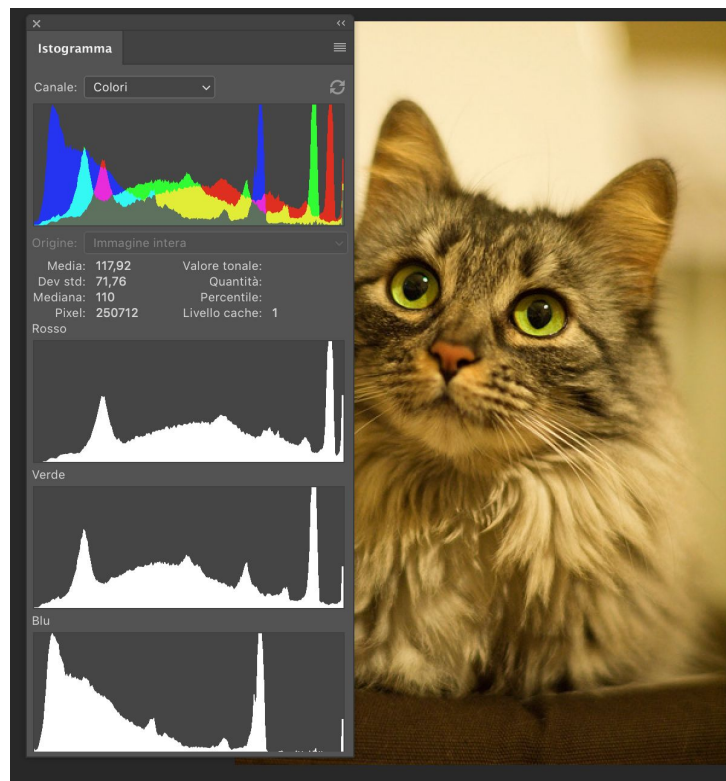 Istogramma
Canale: Colori
Origine: Immagine intera
Media: 117,92 Valore tonale:
Dev std: 71,76 Quantità:
Mediana: 110 Percentile:
Pixel: 250712 Livello cache: 1
Rosso
Verde
Blu